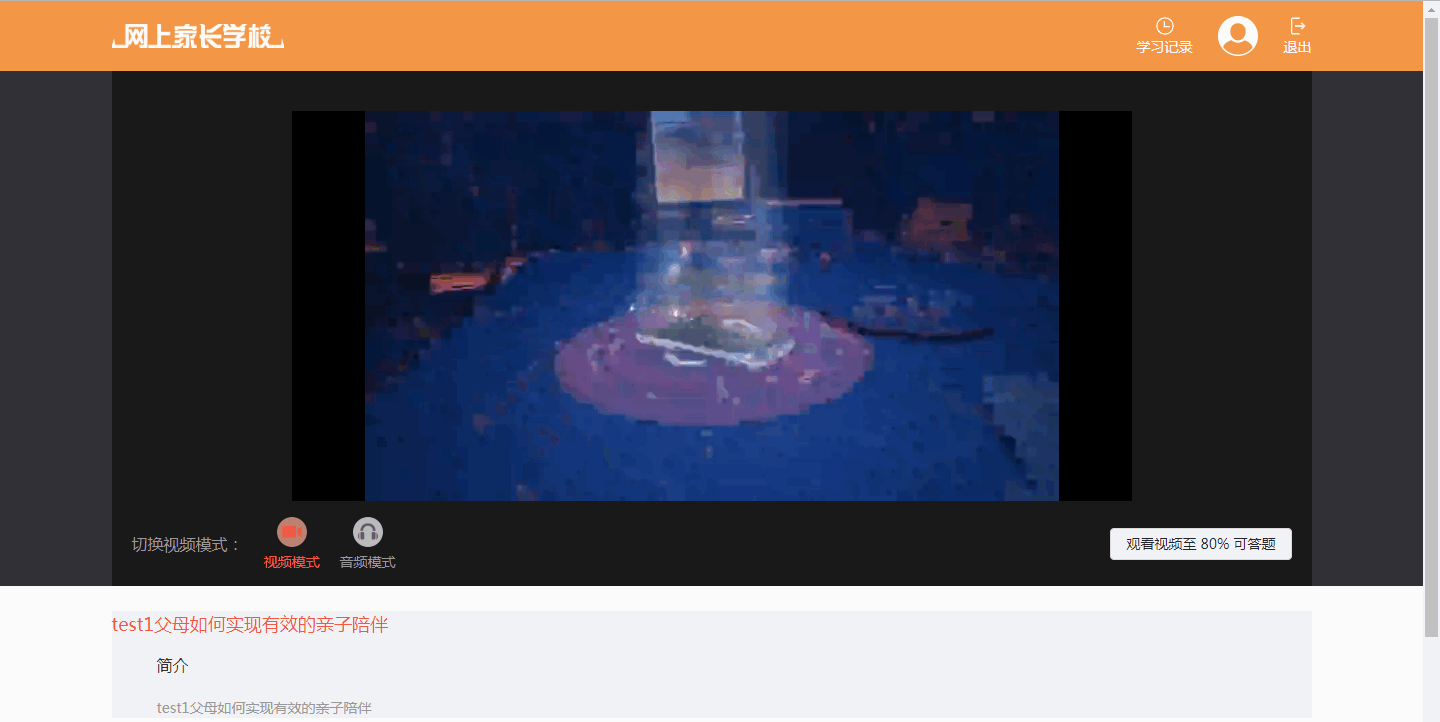 网上家长学校
学习记录
退出
切换视频模式：
视频模式
音频模式
观看视频至 80% 可答题
test1父母如何实现有效的亲子陪伴
简介
test1父母如何实现有效的亲子陪伴